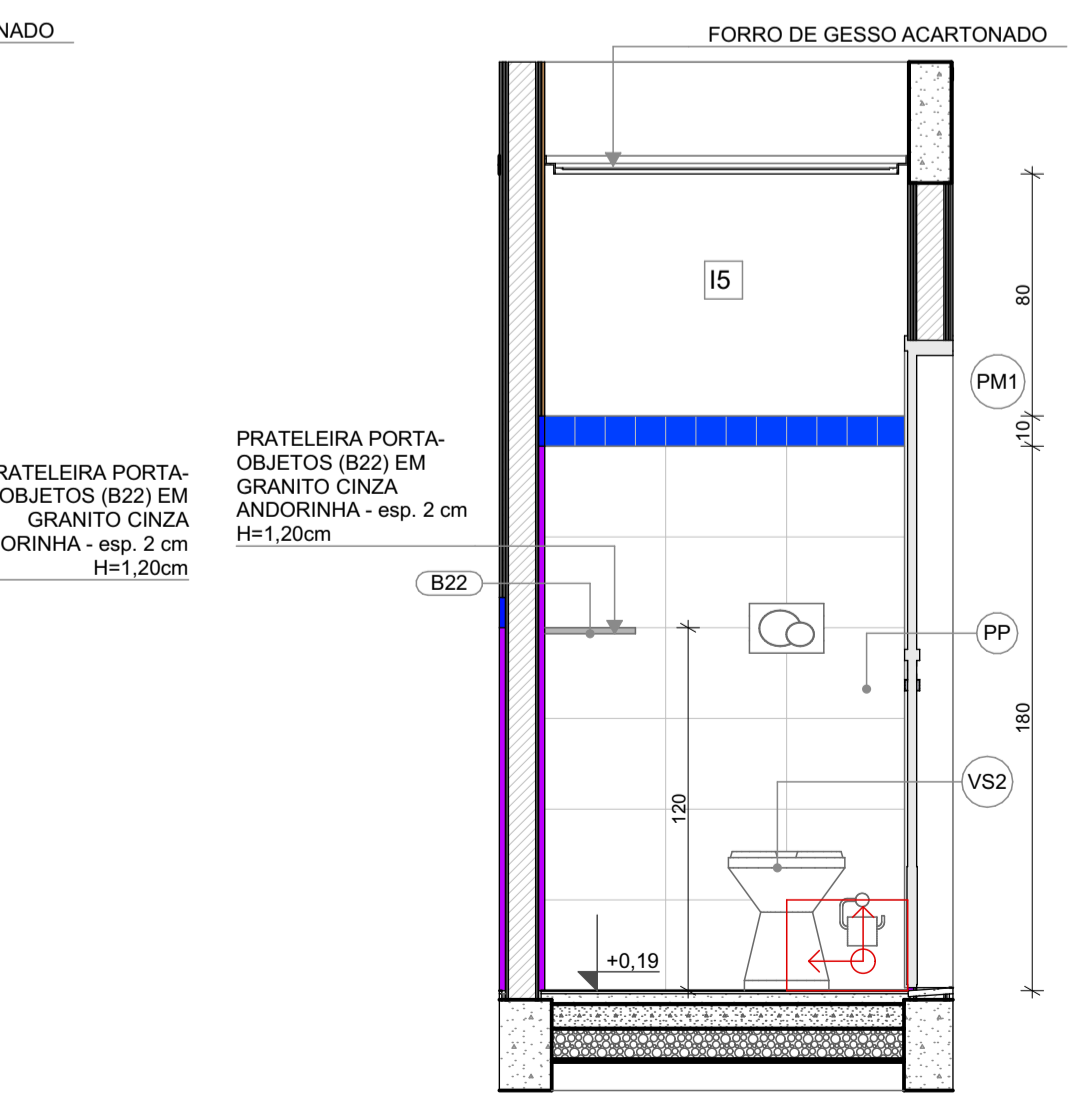 NADO
FORRO DE GESSO ACARTONADO
I5
80
PM1
10
PRATELEIRA PORTA-
OBJETOS (B22) EM
GRANITO CINZA
ANDORINHA - esp. 2 cm
H=1,20cm
RATELEIRA PORTA-
OBJETOS (B22) EM
GRANITO CINZA
ORINHA - esp. 2 cm
H=1,20cm
B22
PP
180
VS2
120
+0,19